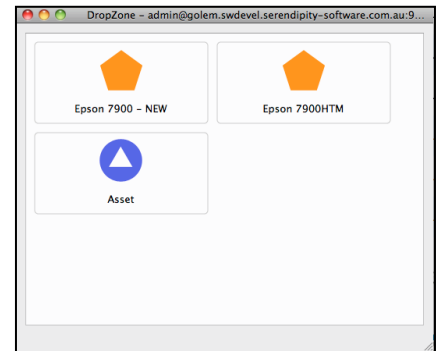 DropZone - admin@golem.swdevel.serendipity-software.com.au:9...
Epson 7900 - NEW
Epson 7900HTM
Asset